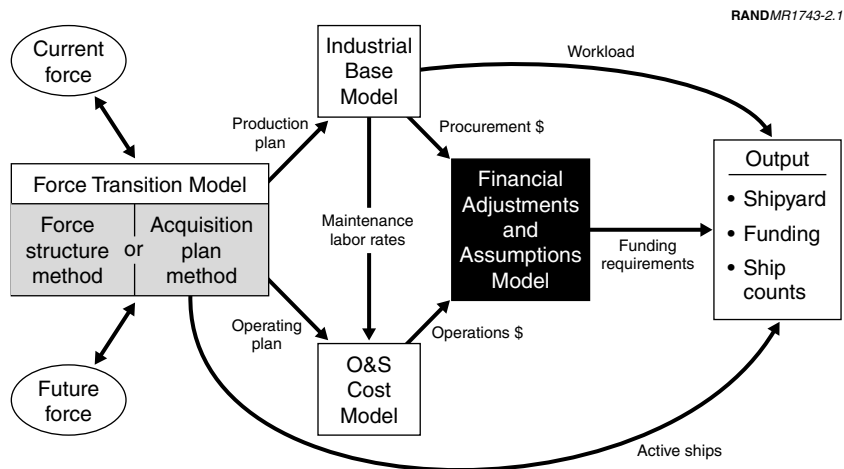 RANDMR1743-2.1
Current
force
Industrial
Base
Model
Workload
Production
plan
Procurement $
Force Transition Model
Force
structure
method
or
Acquisition
plan
method
Maintenance
labor rates
Financial
Adjustments
and
Assumptions
Model
Funding
requirements
Output
• Shipyard
• Funding
• Ship
counts
Operating
plan
Operations $
O&S
Cost
Model
Future
force
Active ships